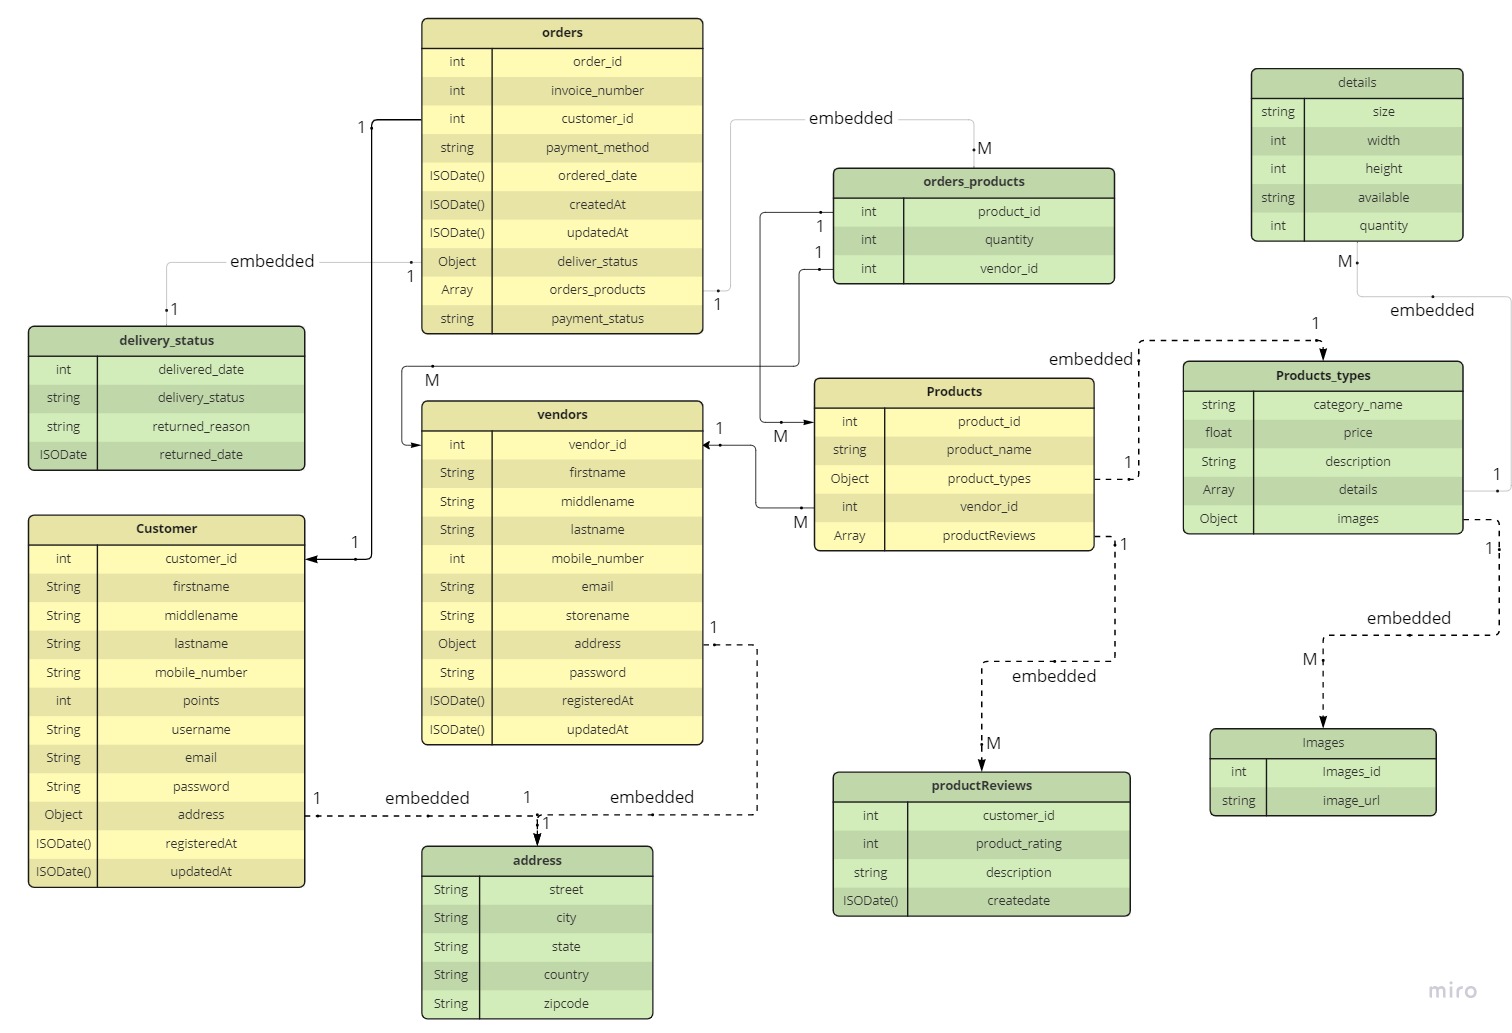 orders
int order_id
int invoice_number
int customer_id
string payment_method
ISODate() ordered_date
ISODate() createdAt
ISODate() updatedAt
Object deliver_status
Array orders_products
string payment_status
1
embedded
M
embedded
1
1
1
orders_products
int product_id
int quantity
int vendor_id
1
1
details
string size
int width
int height
string available
int quantity
M
embedded
1
delivery_status
int delivered_date
string delivery_status
string returned_reason
ISODate returned_date
M
vendors
int vendor_id
String firstname
String middlename
String lastname
int mobile_number
String email
String storename
Object address
String password
ISODate() registeredAt
ISODate() updatedAt
1
M
M
Products
int product_id
string product_name
Object product_types
int vendor_id
Array productReviews
embedded
1
1
Products_types
string category_name
float price
String description
Array details
Object images
1
1
Customer
int customer_id
String firstname
String middlename
String lastname
String mobile_number
int points
String username
String email
String password
Object address
ISODate() registeredAt
ISODate() updatedAt
1
1
embedded
1
embedded
1
1
address
String street
String city
String state
String country
String zipcode
embedded
M
productReviews
int customer_id
int product_rating
string description
ISODate() createdate
embedded
M
Images
int Images_id
string image_url
miro